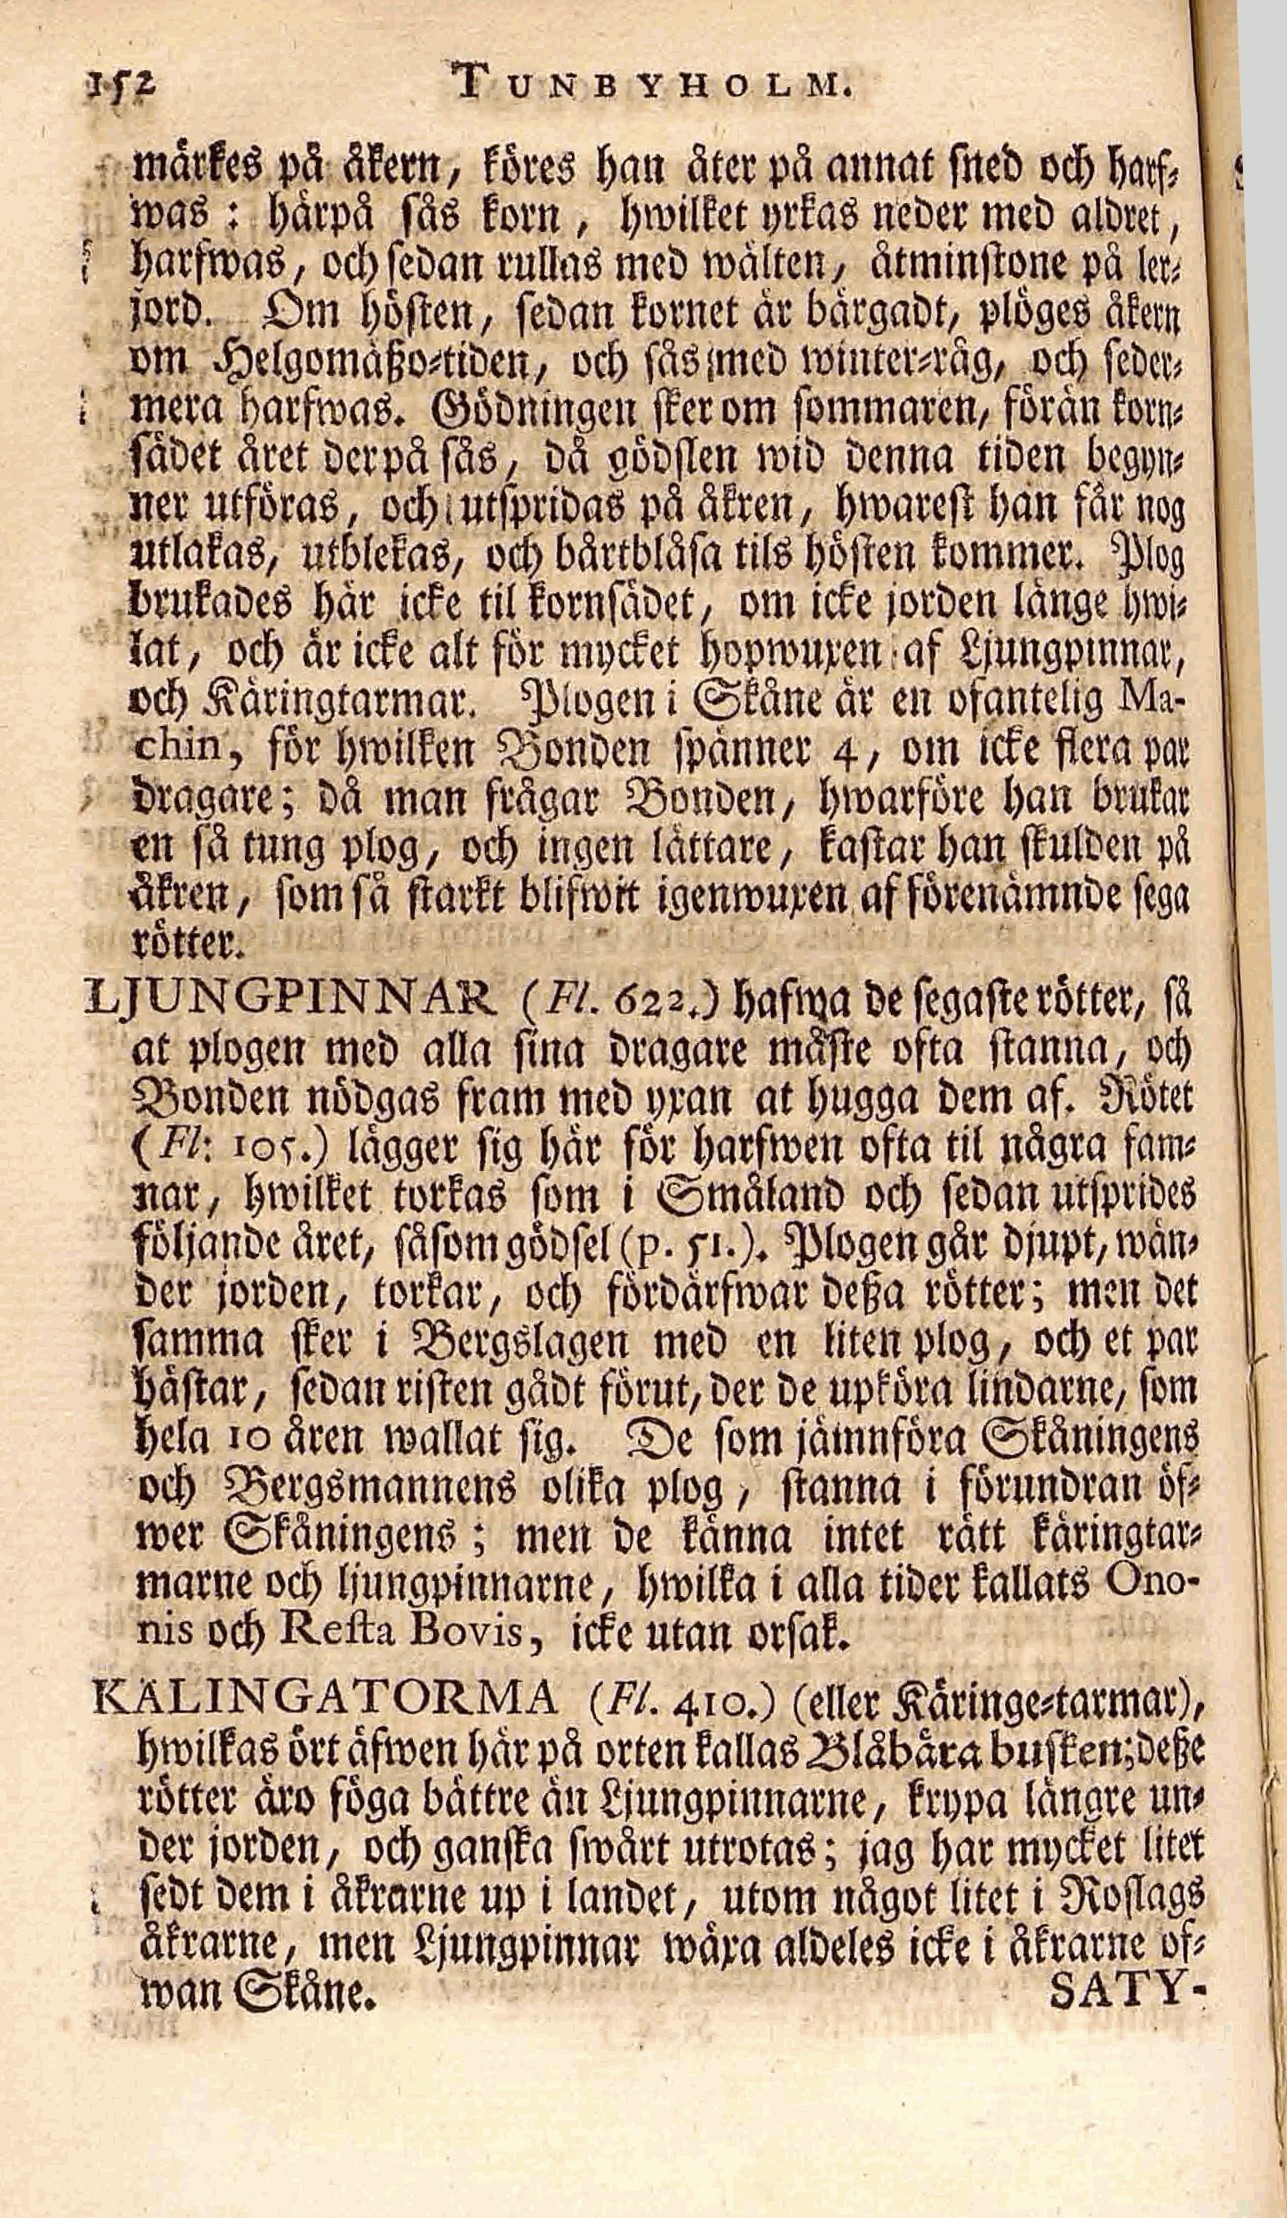 152 TUNBYHOLM.
märkes på åkern, köres han åter på annat sned och harf-
was: härpå sås korn, hwilket yrkas neder med aldret,
harfwas, och sedan rullas med wälten, åtminstone på ler-
jord. Om hösten, sedan kornet är bärgadt, plöges åkern
om Helgomäßo-tiden, och sås med winter-råg, och seder-
mera harfwas. Gödningen sker om sommaren, förän korn-
sädet året derpå sås, då gödslen wid denna tiden begyn-
ner utföras, och utspridas på åkren, hwarest han får nog
utlakas, utblekas, och bårtblåsa tils hösten kommer. Plog
brukades här icke til kornsädet, om icke jorden länge hwi-
lat, och är icke alt för mycket hopwuxen af Ljungpinnar,
och Käringtarmar. Plogen i Skåne är en ofantelig Ma-
chin, för hwilken Bonden spänner 4, om icke flera par
dragare; då man frågar Bonden, hwarföre han brukar
en så tung plog, och ingen lättare, kastar han skulden på
åkren, som så starkt blifwit igenwuxen af förenämnde sega
rötter.
LJUNGPINNAR (Fl. 622.) hafwa de segaste rötter, så
at plogen med alla sina dragare måste ofta stanna, och
Bonden nödgas fram med yxan at hugga dem af. Rötet
(Fl: 105.) lägger sig här för harfwen ofta til några fam-
nar, hwilket torkas som i Småland och sedan utsprides
följande året, såsom gödsel (p. 51.). Plogen går djupt, wän-
der jorden, torkar, och fördärfwar deßa rötter; men det
samma sker i Bergslagen med en liten plog, och et par
hästar, sedan risten gådt förut, der de upköra lindarne, som
hela 10 åren wallat sig. De som jämnföra Skåningens
och Bergsmannens olika plog, stanna i förundran öf-
wer Skåningens; men de känna intet rätt käringtar-
marne och ljungpinnarne, hwilka i alla tider kallats Ono-
nis och Resta Bovis, icke utan orsak.
KALINGATORMA (Fl. 410.) (eller Käringe-tarmar),
hwilkas ört äfwen här på orten kallas Blåbära busken; deße
rötter äro föga bättre än Ljungpinnarne, krypa längre un-
der jorden, och ganska swårt utrotas; jag har mycket litet
sedt dem i åkrarne up i landet, utom något litet i Roslags
åkrarne, men Ljungpinnar wäxa aldeles icke i åkrarne of-
wan Skåne. SATY-